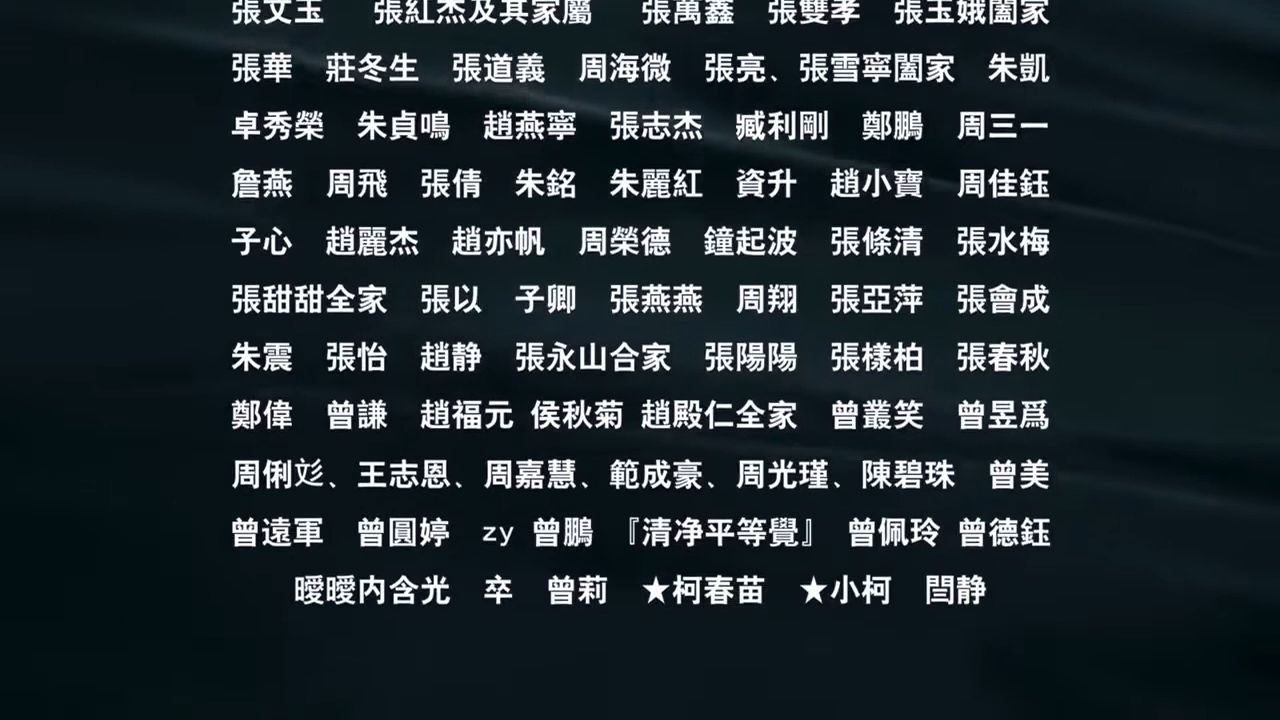 張文玉 張紅杰及其家屬 張萬鑫 張雙孝 張玉娥闔家
張華 莊冬生 張道義 周海微 張亮、張雪寧闔家 朱凱
卓秀榮 朱貞鳴 趙燕寧 張志杰 臧利剛 鄭鵬 周三一
詹燕 周飛 張倩 朱銘 朱麗紅 資升 趙小寶 周佳鈺
子心 趙麗杰 趙亦帆 周榮德 鐘起波 張條清 張水梅
張甜甜全家 張以 子卿 張燕燕 周翔 張亞萍 張會成
朱震 張怡 趙静 張永山合家 張陽陽 張樣柏 張春秋
鄭偉 曾謙 趙福元 侯秋菊 趙殿仁全家 曾叢笑 曾昱爲
周俐彣、王志恩、周嘉慧、範成豪、周光瑾、陳碧珠 曾美
曾遠軍 曾圓婷 zy 曾鵬 『清净平等覺』 曾佩玲 曾德鈺
曖曖内含光 卒 曾莉 ★柯春苗 ★小柯 閆静